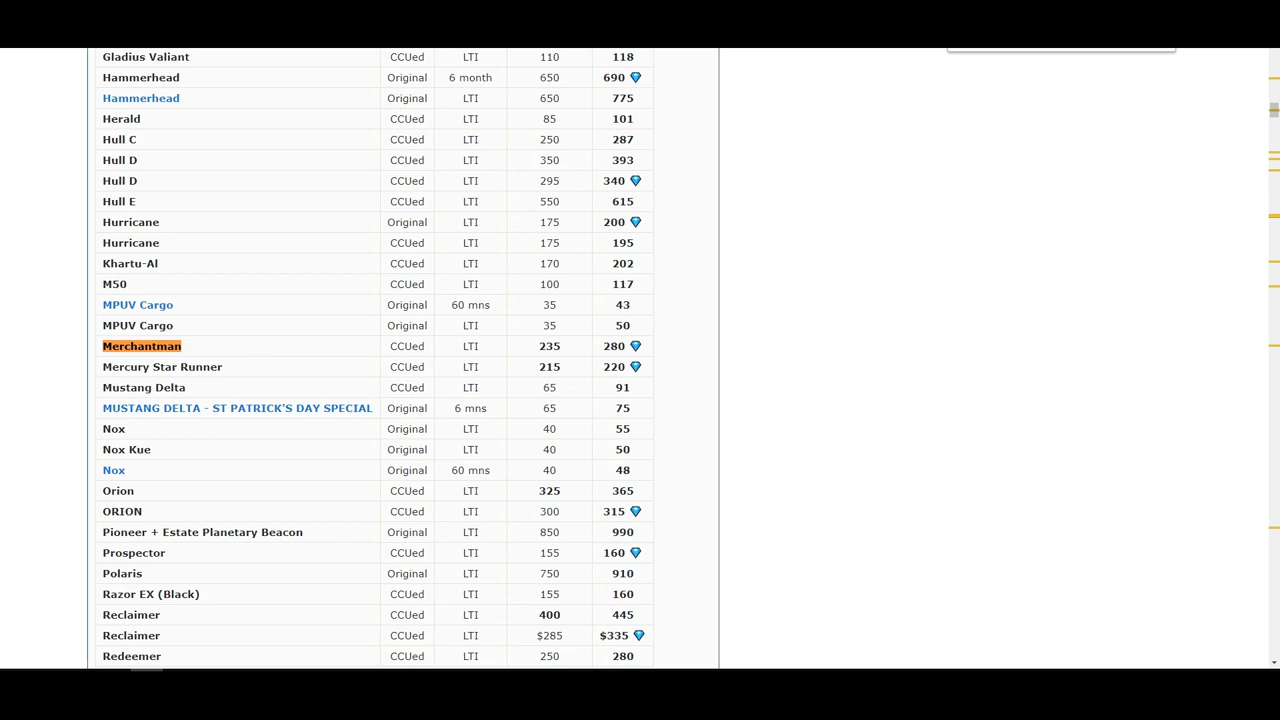 Gladius Valiant CCUed LTI 110 118
Hammerhead Original 6 month 650 690
Hammerhead Original LTI 650 775
Herald CCUed LTI 85 101
Hull C CCUed LTI 250 287
Hull D CCUed LTI 350 393
Hull D CCUed LTI 295 340
Hull E CCUed LTI 550 615
Hurricane Original LTI 175 200
Hurricane CCUed LTI 175 195
Khartu-Al CCUed LTI 170 202
M50 CCUed LTI 100 117
MPUV Cargo Original 60 mns 35 43
MPUV Cargo Original LTI 35 50
Merchantman CCUed LTI 235 280
Mercury Star Runner CCUed LTI 215 220
Mustang Delta CCUed LTI 65 91
MUSTANG DELTA - ST PATRICK'S DAY SPECIAL Original 6 mns 65 75
Nox Original LTI 40 55
Nox Kue Original LTI 40 50
Nox Original 60 mns 40 48
Orion CCUed LTI 325 365
ORION CCUed LTI 300 315
Pioneer + Estate Planetary Beacon Original LTI 850 990
Prospector CCUed LTI 155 160
Polaris Original LTI 750 910
Razor EX (Black) CCUed LTI 155 160
Reclaimer CCUed LTI 400 445
Reclaimer CCUed LTI $285 $335
Redeemer CCUed LTI 250 280